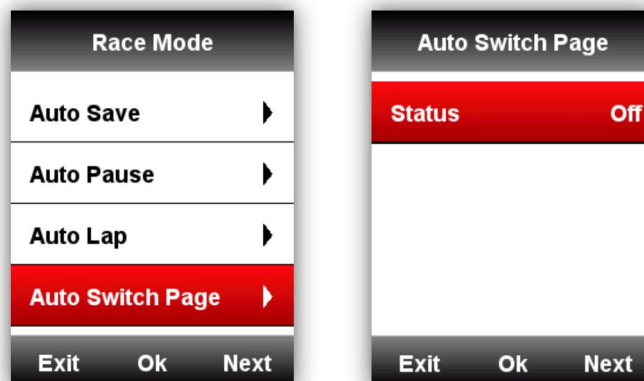 Race Mode
Auto Save
Auto Pause
Auto Lap
Auto Switch Page
Exit Ok Next
Auto Switch Page
Status Off
Exit Ok Next